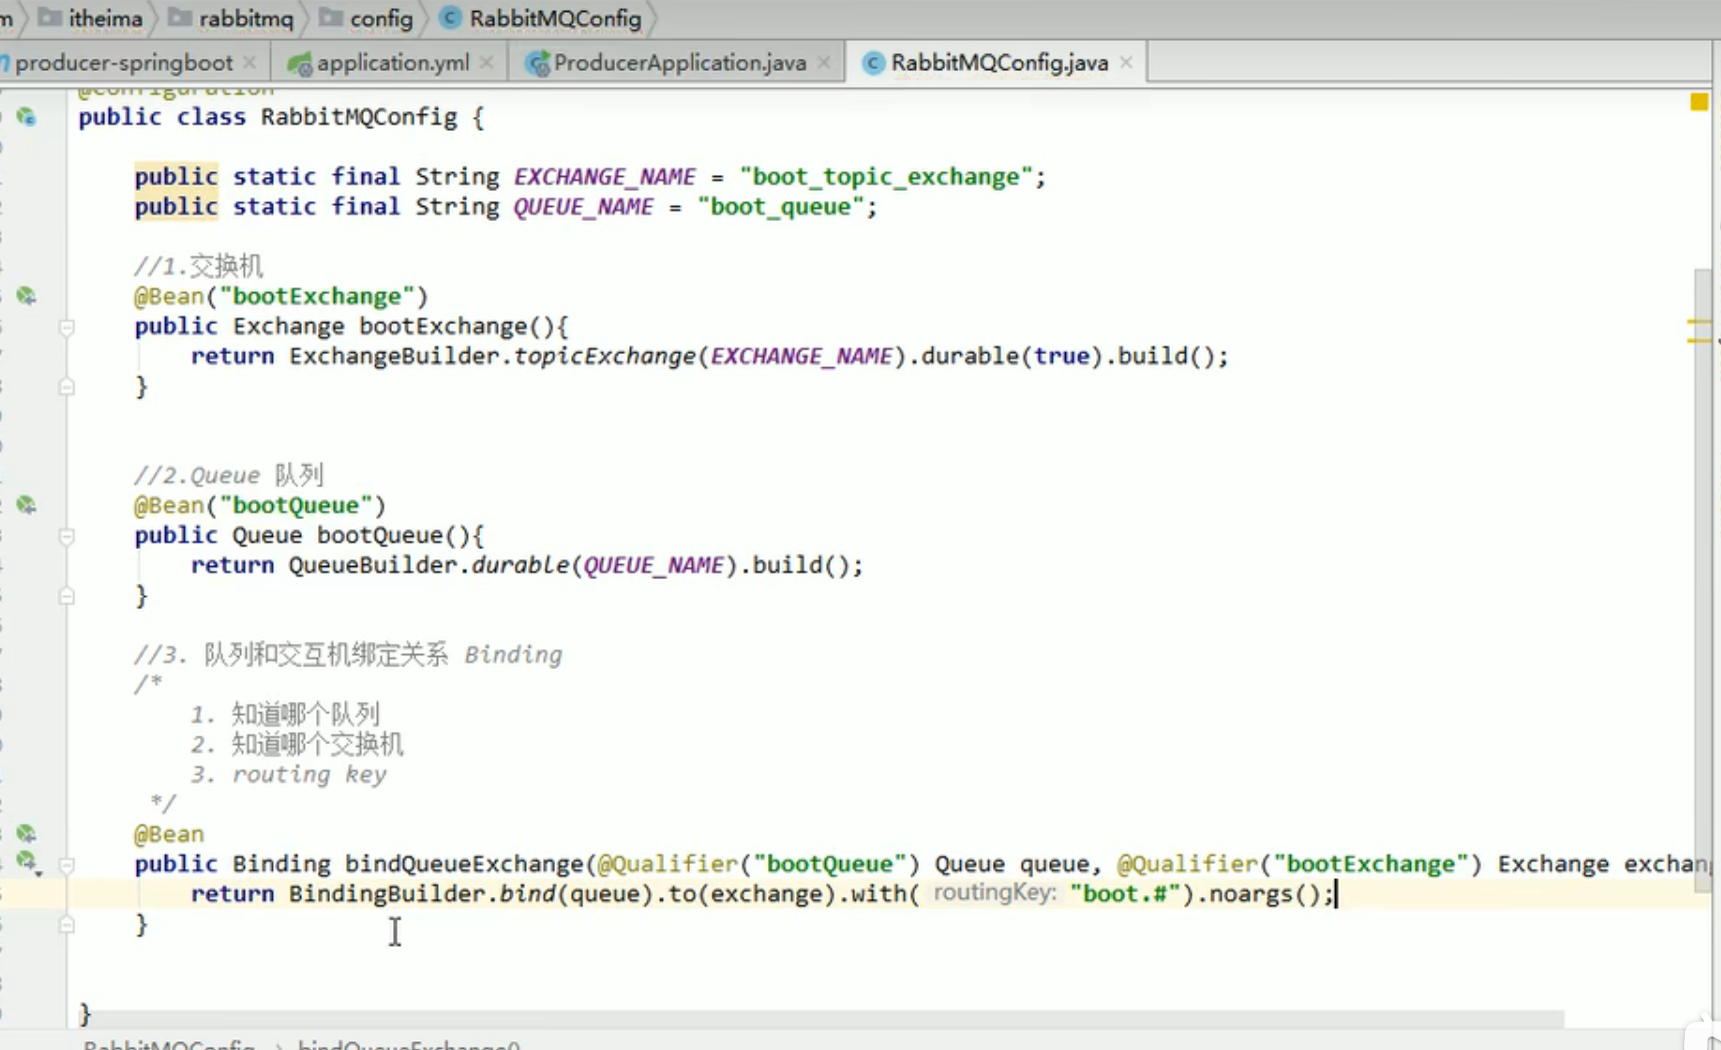 itheima rabbitmq config RabbitMQConfig
producer-springboot application.yml ProducerApplication.java RabbitMQConfig.java
@Configuration
public class RabbitMQConfig {
public static final String EXCHANGE_NAME = "boot_topic_exchange";
public static final String QUEUE_NAME = "boot_queue";
//1.交换机
@Bean("bootExchange")
public Exchange bootExchange(){
return ExchangeBuilder.topicExchange(EXCHANGE_NAME).durable(true).build();
}
//2.Queue 队列
@Bean("bootQueue")
public Queue bootQueue(){
return QueueBuilder.durable(QUEUE_NAME).build();
}
//3. 队列和交互机绑定关系 Binding
/*
1. 知道哪个队列
2. 知道哪个交换机
3. routing key
*/
@Bean
public Binding bindQueueExchange(@Qualifier("bootQueue") Queue queue, @Qualifier("bootExchange") Exchange exchang
return BindingBuilder.bind(queue).to(exchange).with( routingKey: "boot.#").noargs();
}
}
RabbitMQConfig > bindQueueExchange()